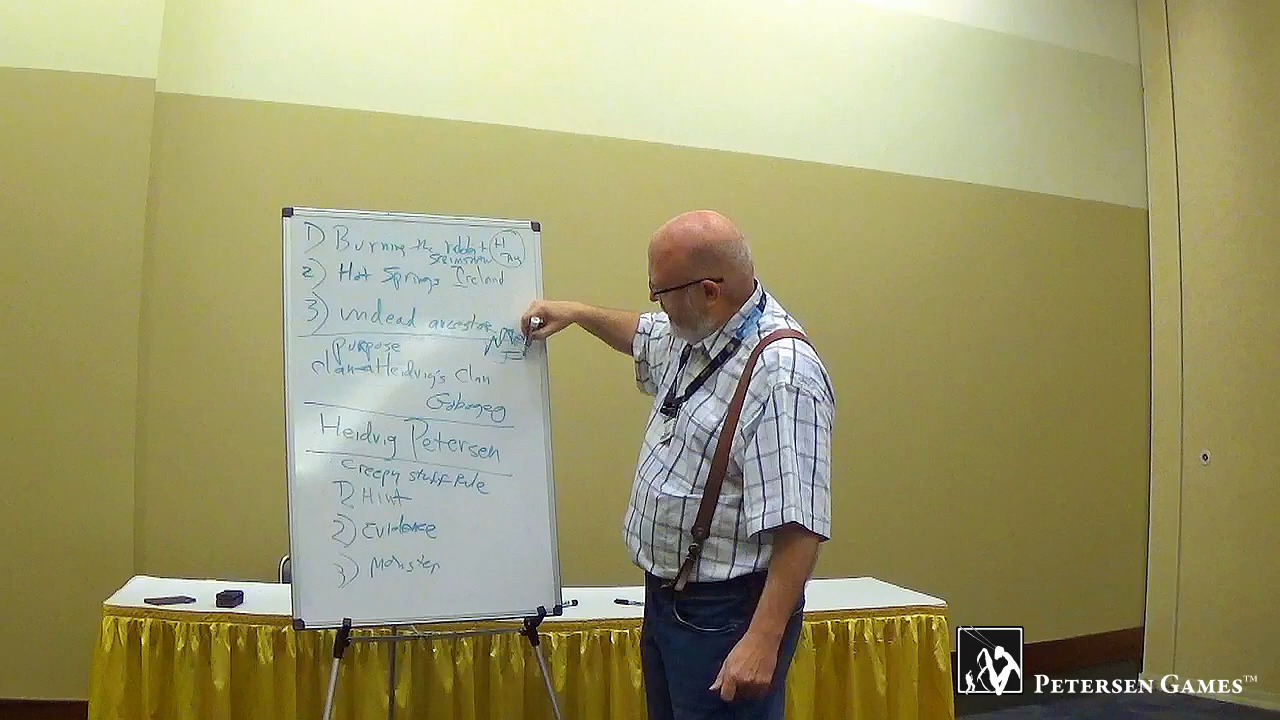 1) Burning the
2) Hot Springs Ireland
3) undead ancestor
Purpose
Heidvig's Clan
Heidvig Petersen
Creepy stuff Rule
1) Hint
2) Evidence
3) Monster
PETERSEN GAMES™